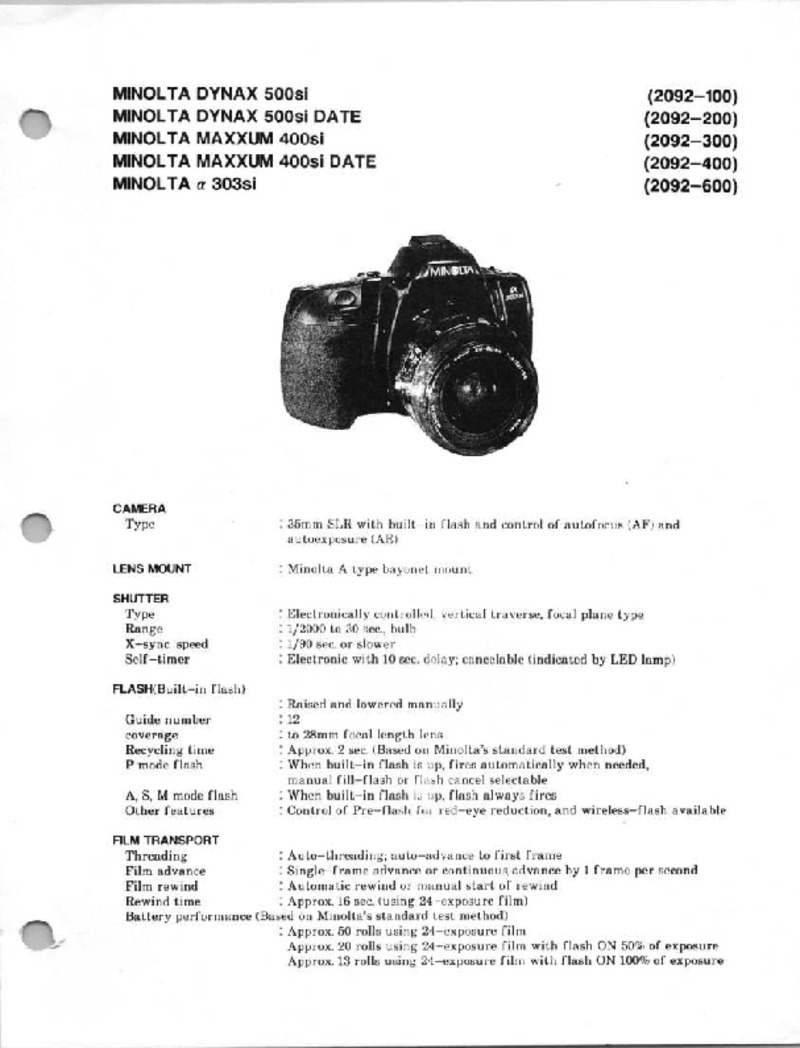 MINOLTA DYNAX 500si (2092-100)
MINOLTA DYNAX 500si DATE (2092-200)
MINOLTA MAXXUM 400si (2092-300)
MINOLTA MAXXUM 400si DATE (2092-400)
MINOLTA α 303si (2092-600)
MINOLTA
α
CAMERA
Type : 35mm SLR with built-in flash and control of autofocus (AF) and
autoexposure (AE)
LENS MOUNT : Minolta A type bayonet mount
SHUTTER
Type : Electronically controlled, vertical traverse, focal plane type
Range : 1/2000 to 30 sec., bulb
X-sync speed : 1/90 sec. or slower
Self-timer : Electronic with 10 sec. delay; cancelable (indicated by LED lamp)
FLASH(Built-in flash)
: Raised and lowered manually
Guide number : 12
coverage : to 28mm focal length lens
Recycling time : Approx. 2 sec. (Based on Minolta's standard test method)
P mode flash : When built-in flash is up, fires automatically when needed,
manual fill-flash or flash cancel selectable
A, S, M mode flash : When built-in flash is up, flash always fires
Other features : Control of Pre-flash for red-eye reduction, and wireless-flash available
FILM TRANSPORT
Threading : Auto-threading; auto-advance to first frame
Film advance : Single-frame advance or continuous advance by 1 frame per second
Film rewind : Automatic rewind or manual start of rewind
Rewind time : Approx. 16 sec. (using 24-exposure film)
Battery performance (Based on Minolta's standard test method)
: Approx. 50 rolls using 24-exposure film
Approx. 20 rolls using 24-exposure film with flash ON 50% of exposure
Approx. 13 rolls using 24-exposure film with flash ON 100% of exposure